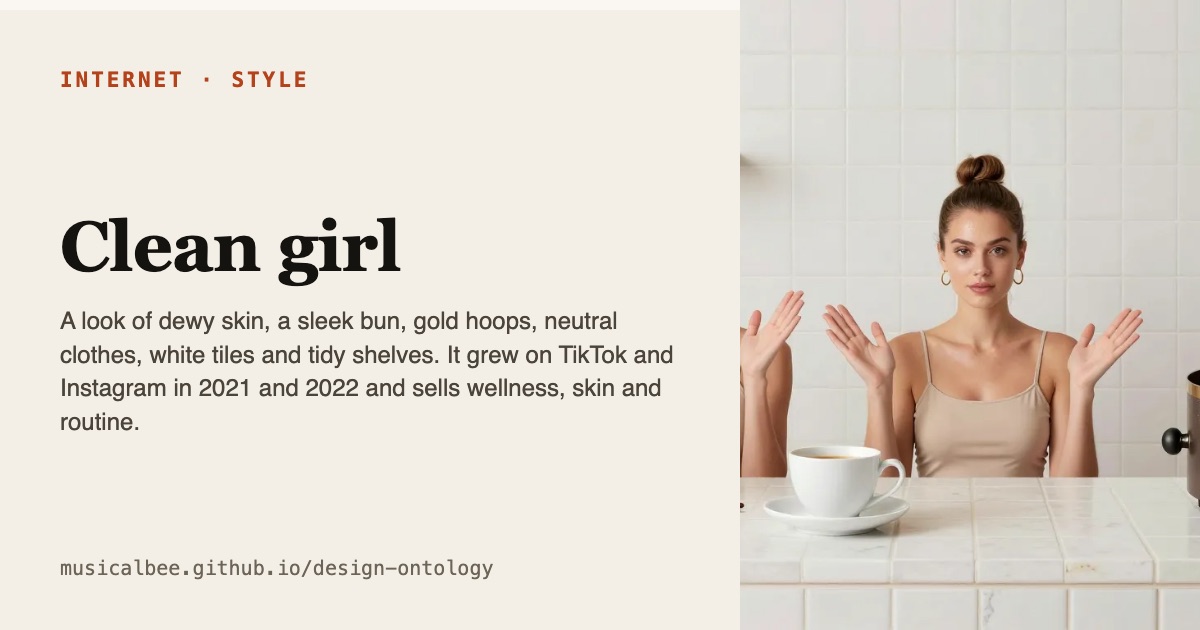 INTERNET · STYLE
Clean girl
A look of dewy skin, a sleek bun, gold hoops, neutral
clothes, white tiles and tidy shelves. It grew on TikTok and
Instagram in 2021 and 2022 and sells wellness, skin and
routine.
musicalbee.github.io/design-ontology